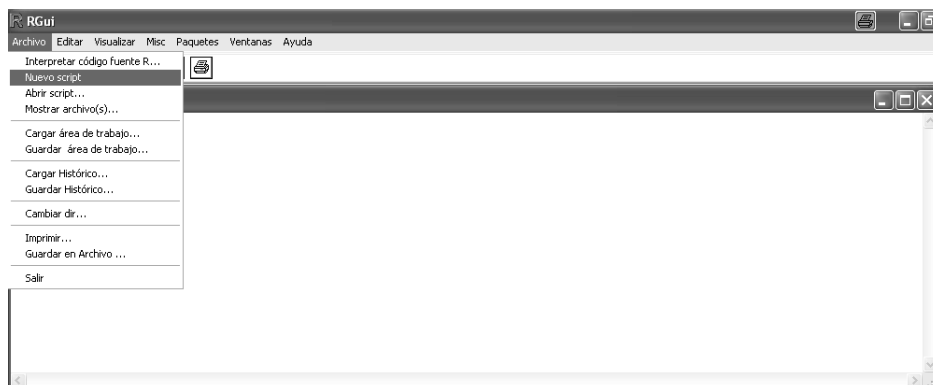 RGui
Archivo Editar Visualizar Misc Paquetes Ventanas Ayuda
Interpretar código fuente R...
Nuevo script
Abrir script...
Mostrar archivo(s)...
Cargar área de trabajo...
Guardar área de trabajo...
Cargar Histórico...
Guardar Histórico...
Cambiar dir...
Imprimir...
Guardar en Archivo ...
Salir